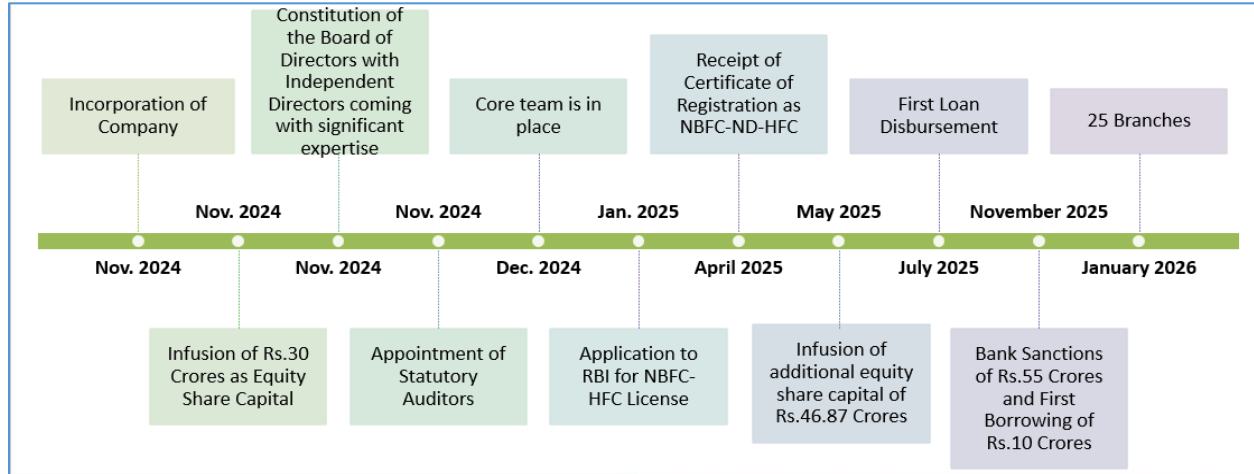 Constitution of
the Board of
Directors with
Independent
Directors coming
with significant
expertise
Incorporation of
Company
Core team is in
place
Receipt of
Certificate of
Registration as
NBFC-ND-HFC
First Loan
Disbursement
25 Branches
Nov. 2024
Nov. 2024
Jan. 2025
May 2025
November 2025
Nov. 2024
Nov. 2024
Dec. 2024
April 2025
July 2025
January 2026
Infusion of Rs.30
Crores as Equity
Share Capital
Appointment of
Statutory
Auditors
Application to
RBI for NBFC-
HFC License
Infusion of
additional equity
share capital of
Rs.46.87 Crores
Bank Sanctions
of Rs.55 Crores
and First
Borrowing of
Rs.10 Crores